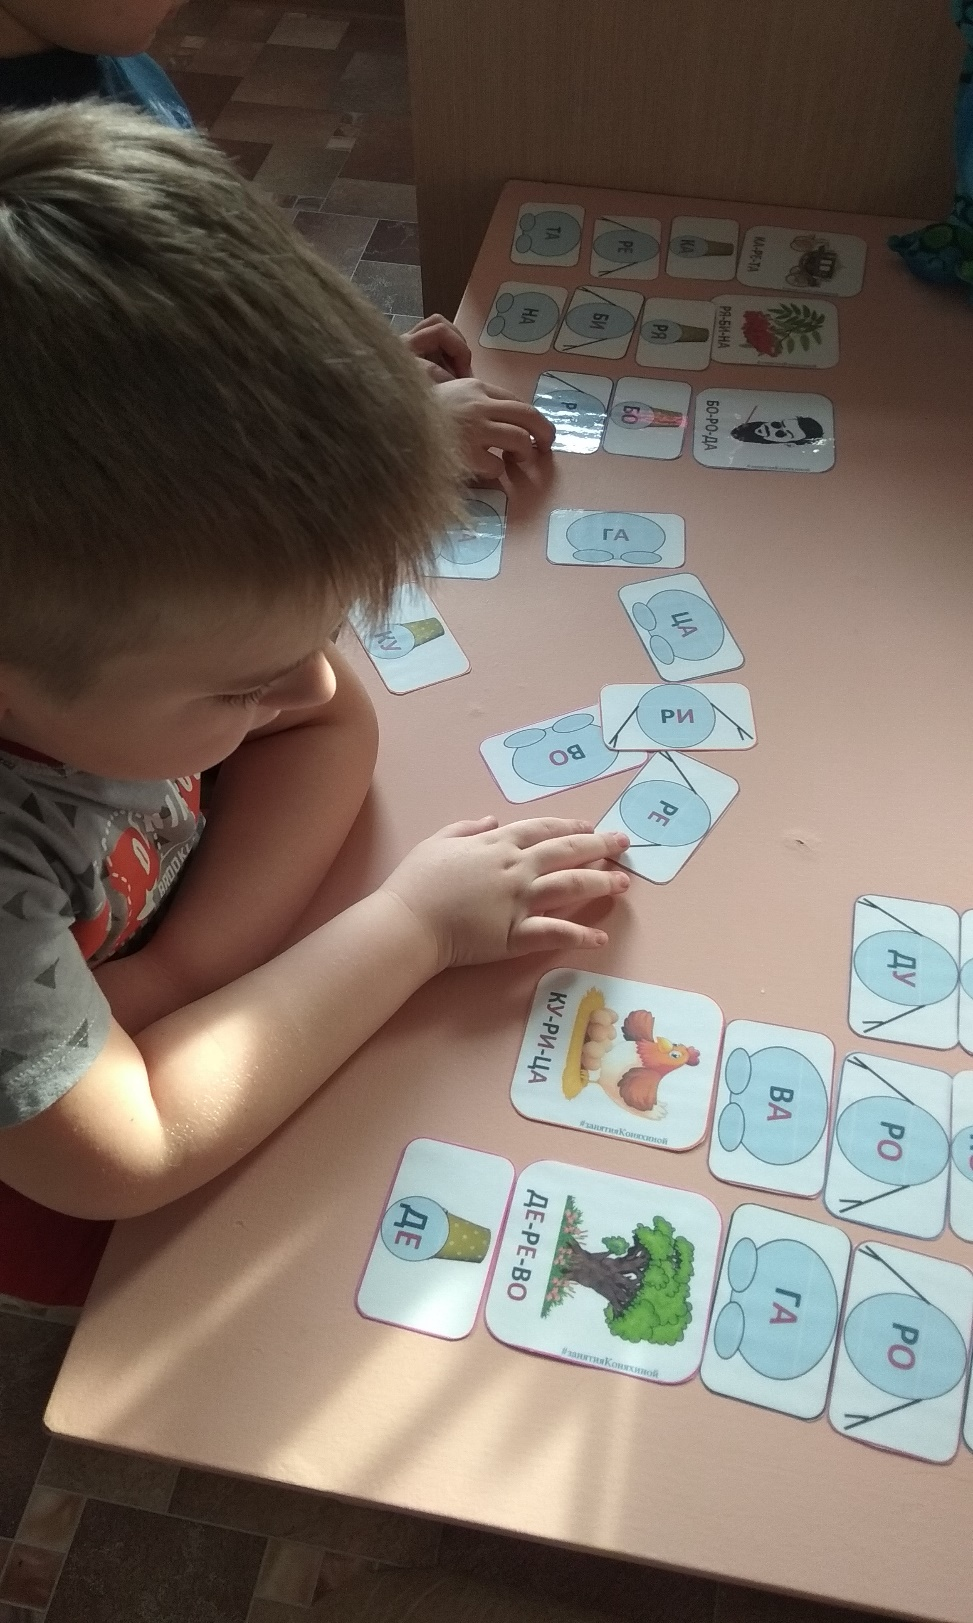 ТА
РЕ
КА
КА-РЕ-ТА
НА
БИ
РЯ
РЯ-БИ-НА
БО
БО-РО-ДА
ГА
КУ
ЦА
РИ
ВО
РЕ
ДУ
КУ-РИ-ЦА
#занятияКоняхиной
ВА
РО
ДЕ
ДЕ-РЕ-ВО
#занятияКоняхиной
ГА
РО